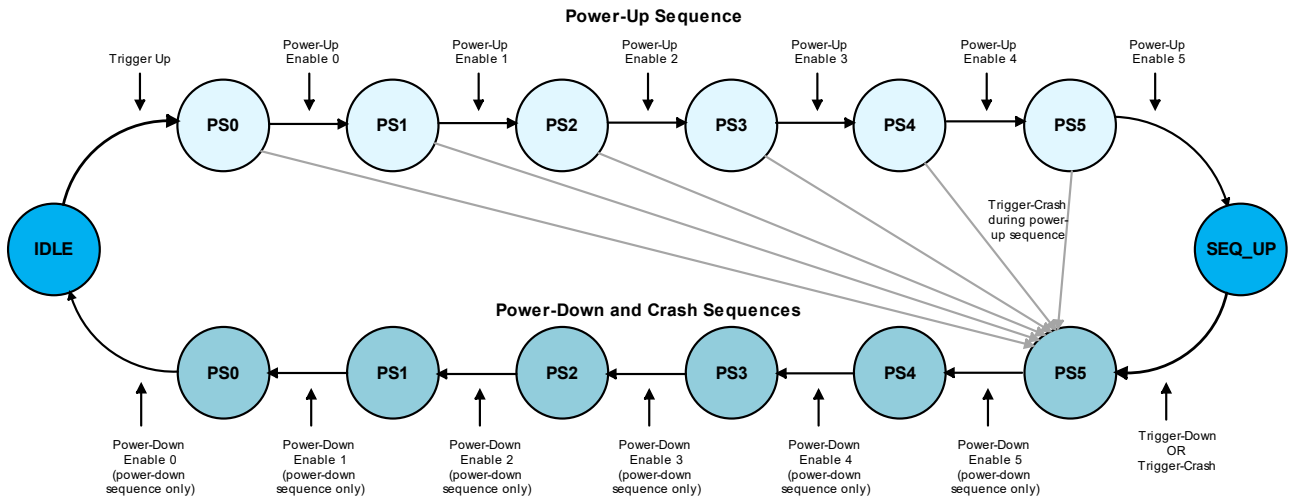 Power-Up Sequence
Trigger Up
Power-Up
Enable 0
Power-Up
Enable 1
Power-Up
Enable 2
Power-Up
Enable 3
Power-Up
Enable 4
Power-Up
Enable 5
PS0
PS1
PS2
PS3
PS4
PS5
Trigger-Crash
during power-
up sequence
IDLE
SEQ_UP
Power-Down and Crash Sequences
PS0
PS1
PS2
PS3
PS4
PS5
Power-Down
Enable 0
(power-down
sequence only)
Power-Down
Enable 1
(power-down
sequence only)
Power-Down
Enable 2
(power-down
sequence only)
Power-Down
Enable 3
(power-down
sequence only)
Power-Down
Enable 4
(power-down
sequence only)
Power-Down
Enable 5
(power-down
sequence only)
Trigger-Down
OR
Trigger-Crash